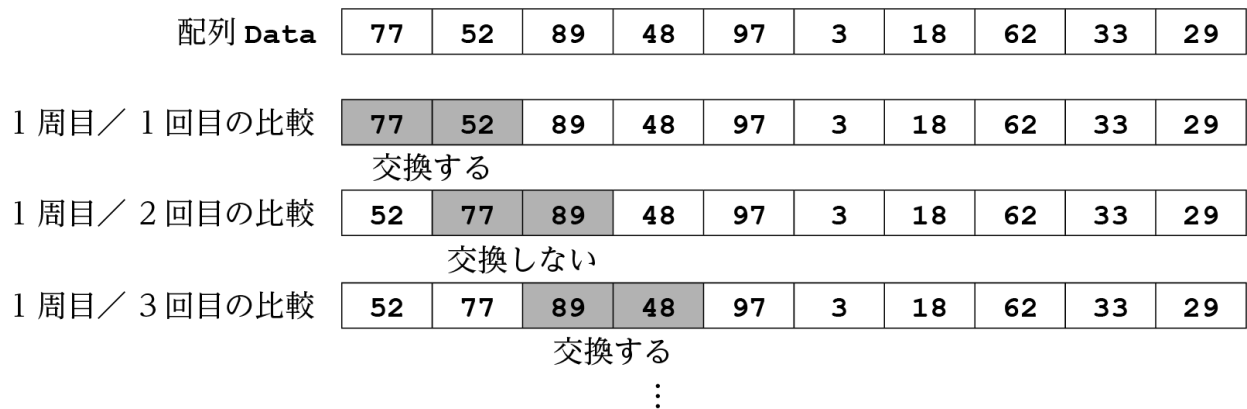 配列 Data 77 52 89 48 97 3 18 62 33 29
1 周目／ 1 回目の比較 77 52 89 48 97 3 18 62 33 29
交換する
1 周目／ 2 回目の比較 52 77 89 48 97 3 18 62 33 29
交換しない
1 周目／ 3 回目の比較 52 77 89 48 97 3 18 62 33 29
交換する
⋮